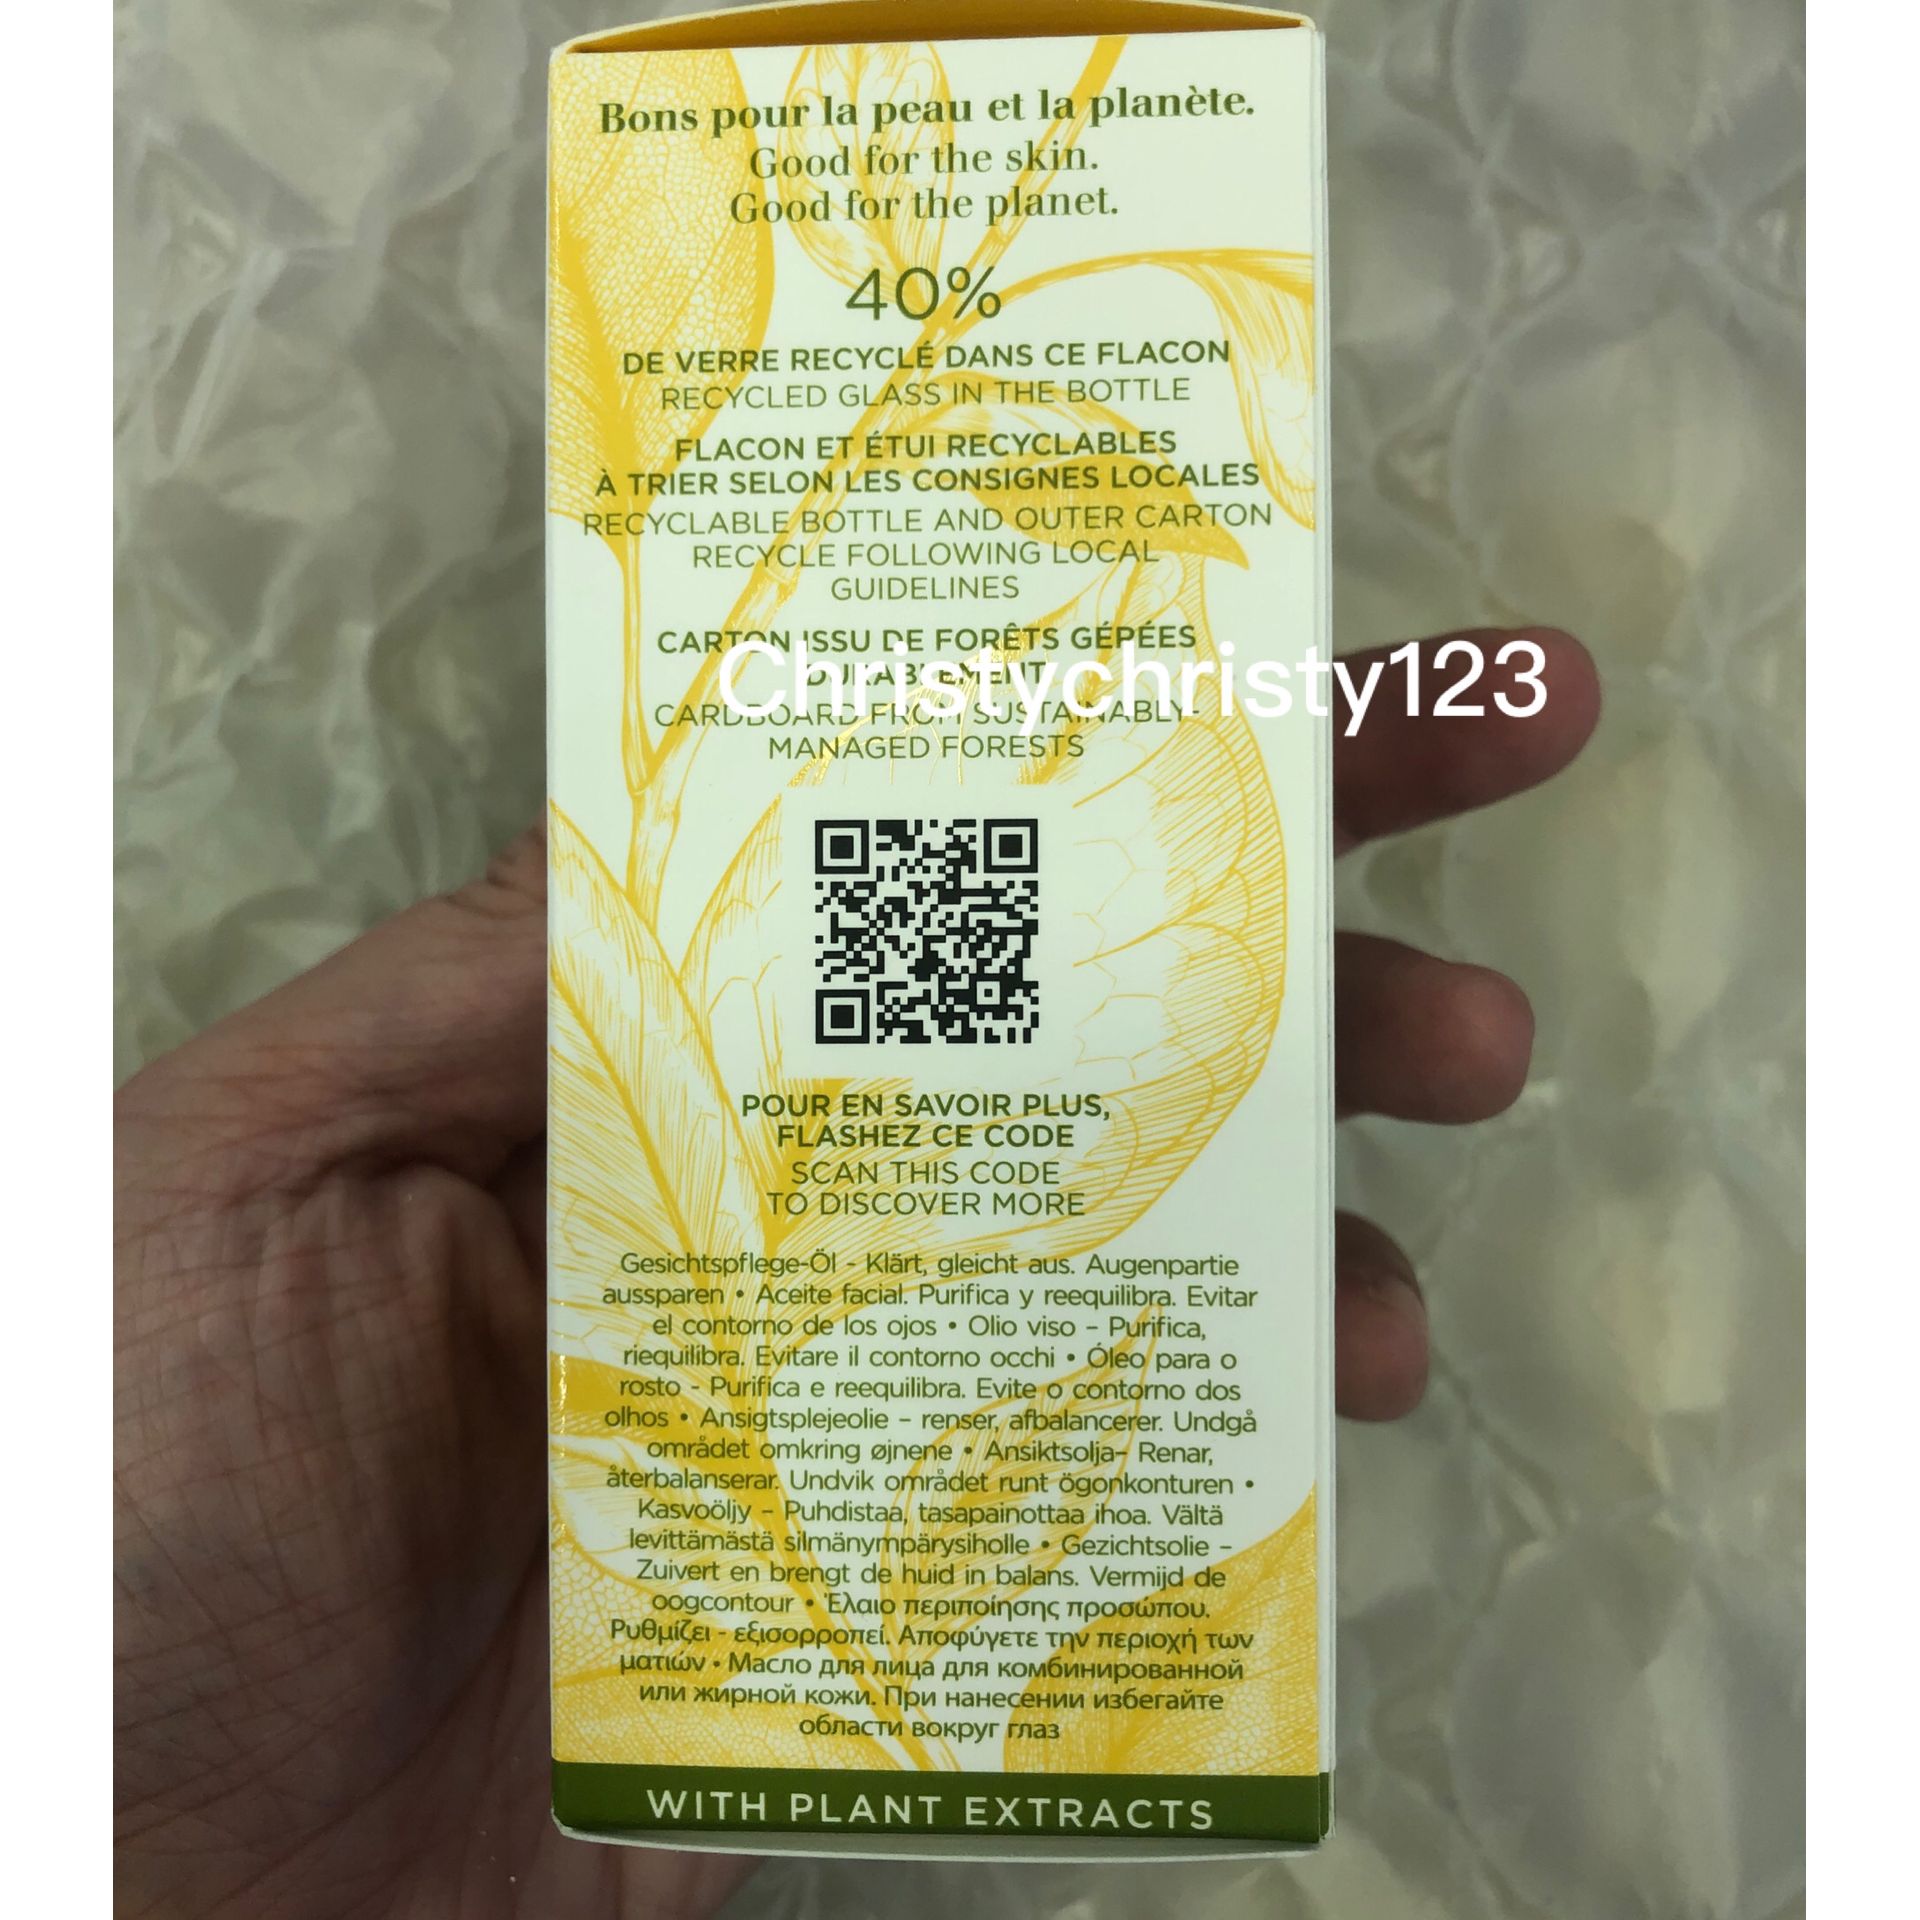 Bons pour la peau et la planète.
Good for the skin.
Good for the planet.
40%
DE VERRE RECYCLÉ DANS CE FLACON
RECYCLED GLASS IN THE BOTTLE
FLACON ET ÉTUI RECYCLABLES
À TRIER SELON LES CONSIGNES LOCALES
RECYCLABLE BOTTLE AND OUTER CARTON
RECYCLE FOLLOWING LOCAL
GUIDELINES
CARTON ISSU DE FORÊTS GÉRÉES
DURABLEMENT
Christychristy123
CARDBOARD FROM SUSTAINABLY-
MANAGED FORESTS
POUR EN SAVOIR PLUS,
FLASHEZ CE CODE
SCAN THIS CODE
TO DISCOVER MORE
Gesichtspflege-Öl - Klärt, gleicht aus. Augenpartie
aussparen • Aceite facial. Purifica y reequilibra. Evitar
el contorno de los ojos • Olio viso – Purifica,
riequilibra. Evitare il contorno occhi • Óleo para o
rosto - Purifica e reequilibra. Evite o contorno dos
olhos • Ansigtsplejeolie – renser, afbalancerer. Undgå
området omkring øjnene • Ansiktsolja– Renar,
återbalanserar. Undvik området runt ögonkonturen •
Kasvoöljy – Puhdistaa, tasapainottaa ihoa. Vältä
levittämästä silmänympärysiholle • Gezichtsolie –
Zuivert en brengt de huid in balans. Vermijd de
oogcontour • Έλαιο περιποίησης προσώπου.
Ρυθμίζει - εξισορροπεί. Αποφύγετε την περιοχή των
ματιών • Масло для лица для комбинированной
или жирной кожи. При нанесении избегайте
области вокруг глаз
WITH PLANT EXTRACTS